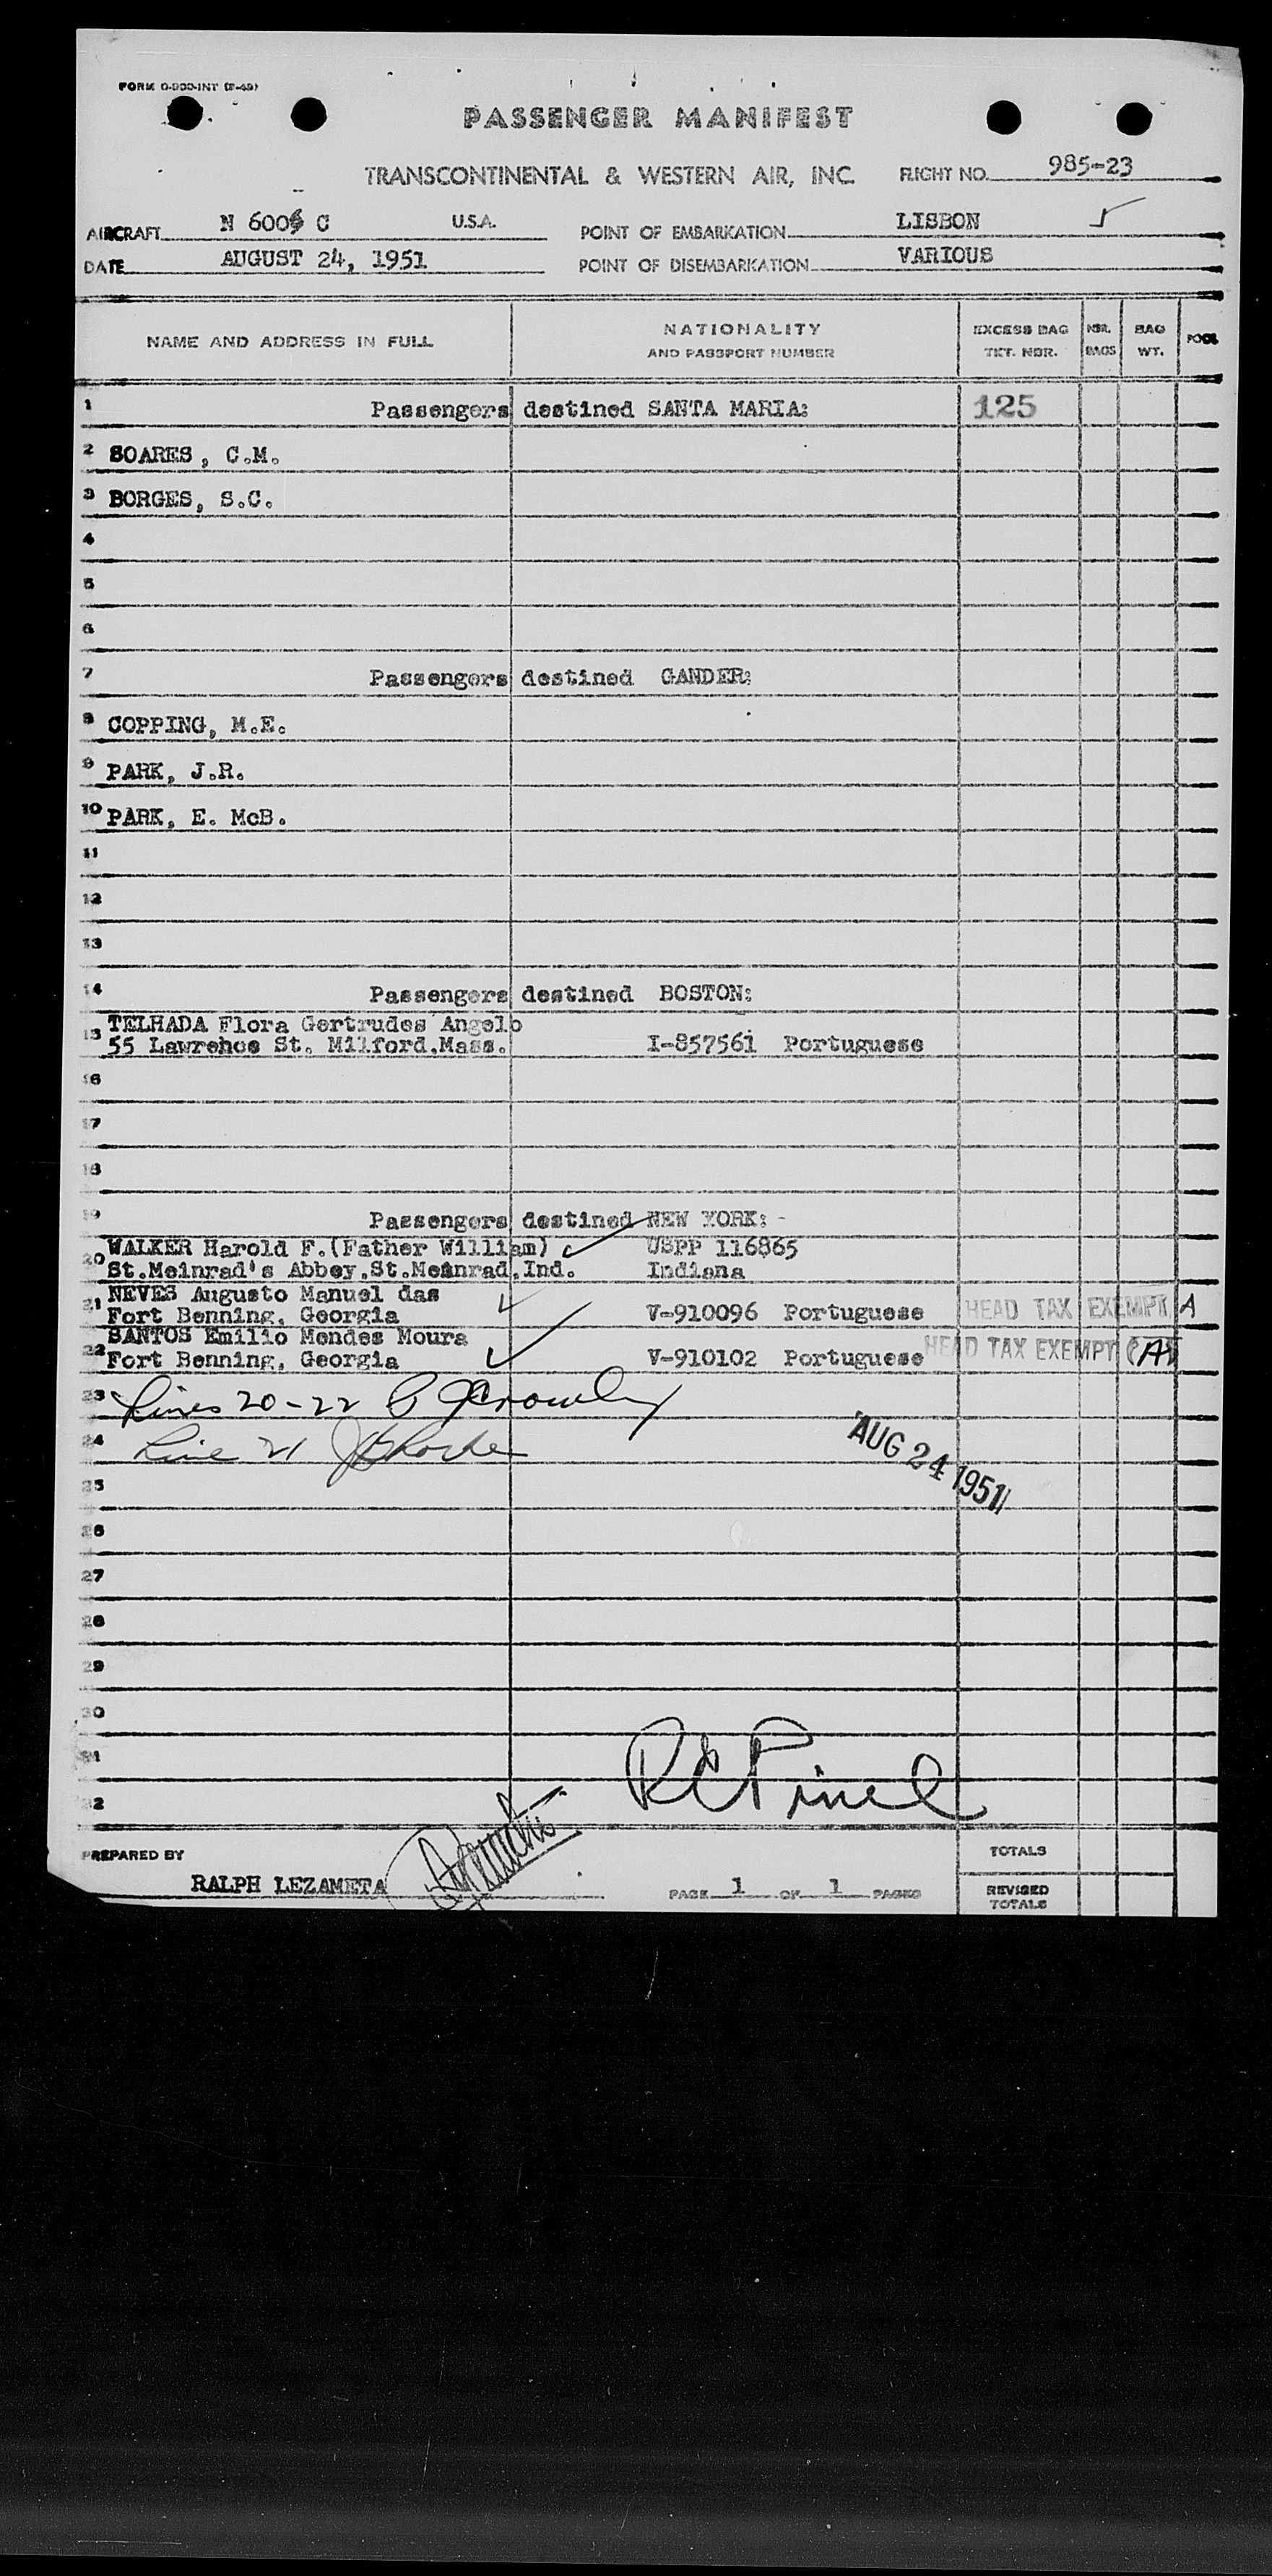 FORM O-200-INT (2-49)
PASSENGER MANIFEST
TRANSCONTINENTAL & WESTERN AIR, INC. FLIGHT NO. 985-23
AIRCRAFT N 6005 C U.S.A. POINT OF EMBARKATION LISBON
DATE AUGUST 24, 1951 POINT OF DISEMBARKATION VARIOUS
NAME AND ADDRESS IN FULL NATIONALITY AND PASSPORT NUMBER EXCESS BAG TKT. NBR. NBR. BAGS BAG WT. POOL
1 Passengers destined SANTA MARIA: 125
2 SOARES, C.M.
3 BORGES, S.C.
4
5
6
7 Passengers destined GANDER:
8 COPPING, M.E.
9 PARK, J.R.
10 PARK, E. McB.
11
12
13
14 Passengers destined BOSTON:
15 TELHADA Flora Gertrudes Angelo
55 Lawrence St. Milford.Mass. I-857561 Portuguese
16
17
18
19 Passengers destined NEW YORK: -
20 WALKER Harold F.(Father William) USPP 116865
St.Meinrad's Abbey.St.Meinrad.Ind. Indiana
21 NEVES Augusto Manuel das
Fort Benning, Georgia V-910096 Portuguese HEAD TAX EXEMPT A
22 SANTOS Emilio Mendes Moura
Fort Benning, Georgia V-910102 Portuguese HEAD TAX EXEMPT (A)
23 Lines 20-22
24 Line 21
AUG 24 1951
25
26
27
28
29
30
31
32
R C Pinel
PREPARED BY TOTALS
RALPH LEZAMETA PAGE 1 OF 1 PAGES REVISED TOTALS